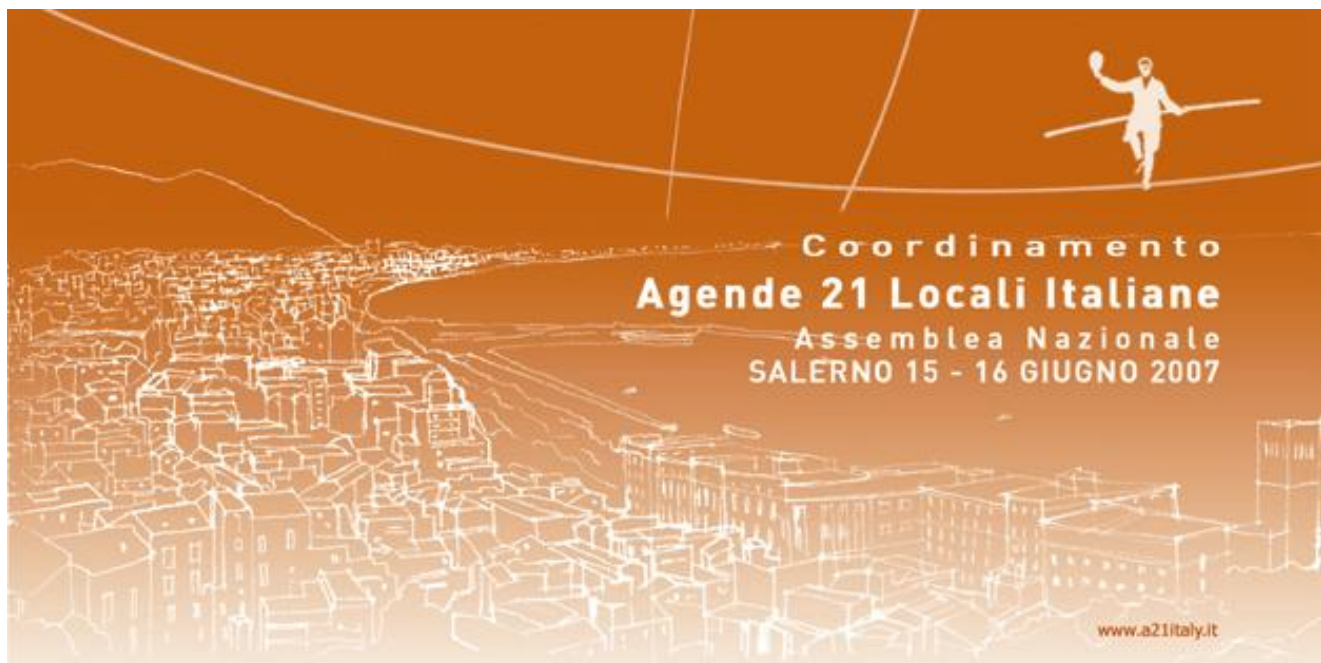 Coordinamento
Agende 21 Locali Italiane
Assemblea Nazionale
SALERNO 15 - 16 GIUGNO 2007
www.a21italy.it